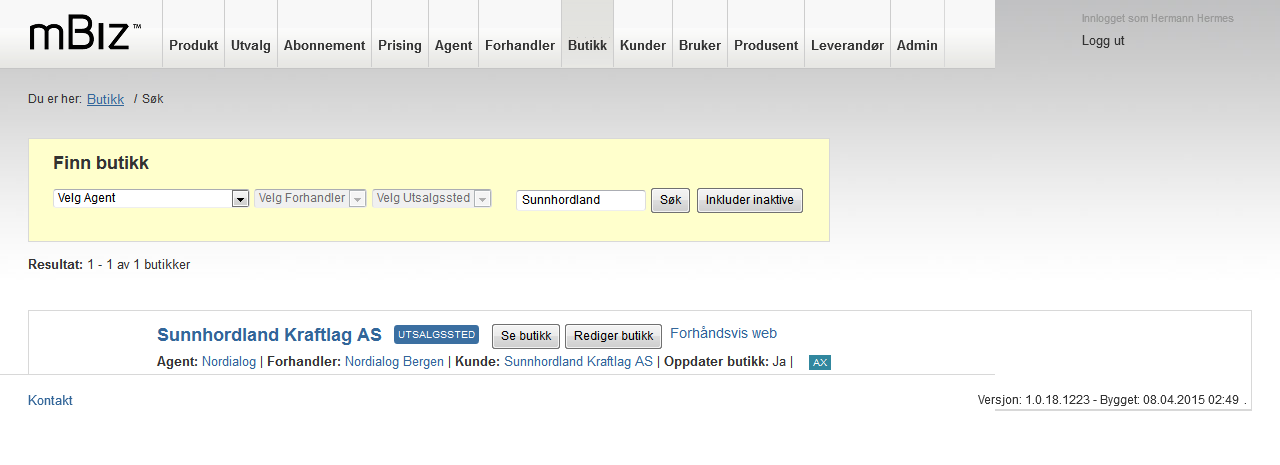 mBiz™
Produkt Utvalg Abonnement Prising Agent Forhandler Butikk Kunder Bruker Produsent Leverandør Admin
Innlogget som Hermann Hermes
Logg ut
Du er her: Butikk / Søk
Finn butikk
Velg Agent Velg Forhandler Velg Utsalgssted Sunnhordland Søk Inkluder inaktive
Resultat: 1 - 1 av 1 butikker
Sunnhordland Kraftlag AS UTSALGSSTED Se butikk Rediger butikk Forhåndsvis web
Agent: Nordialog | Forhandler: Nordialog Bergen | Kunde: Sunnhordland Kraftlag AS | Oppdater butikk: Ja | AX
Kontakt
Versjon: 1.0.18.1223 - Bygget: 08.04.2015 02:49 .